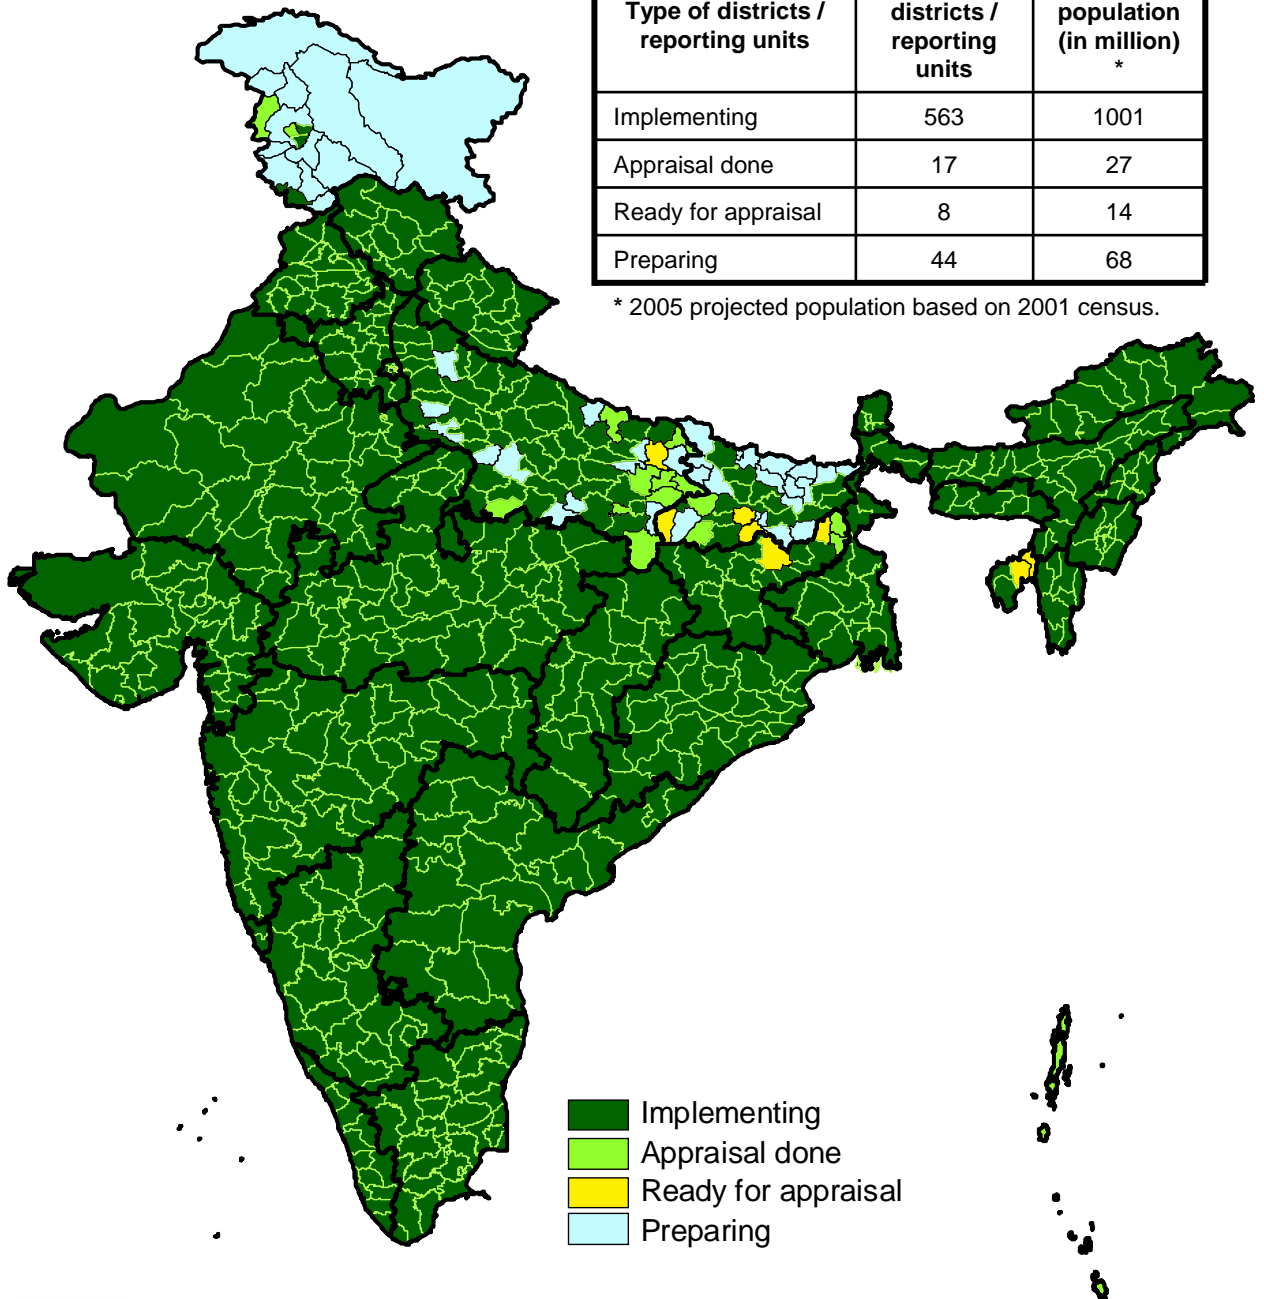 Type of districts /
reporting units
districts /
reporting
units
population
(in million)
*
Implementing 563 1001
Appraisal done 17 27
Ready for appraisal 8 14
Preparing 44 68
* 2005 projected population based on 2001 census.
Implementing
Appraisal done
Ready for appraisal
Preparing